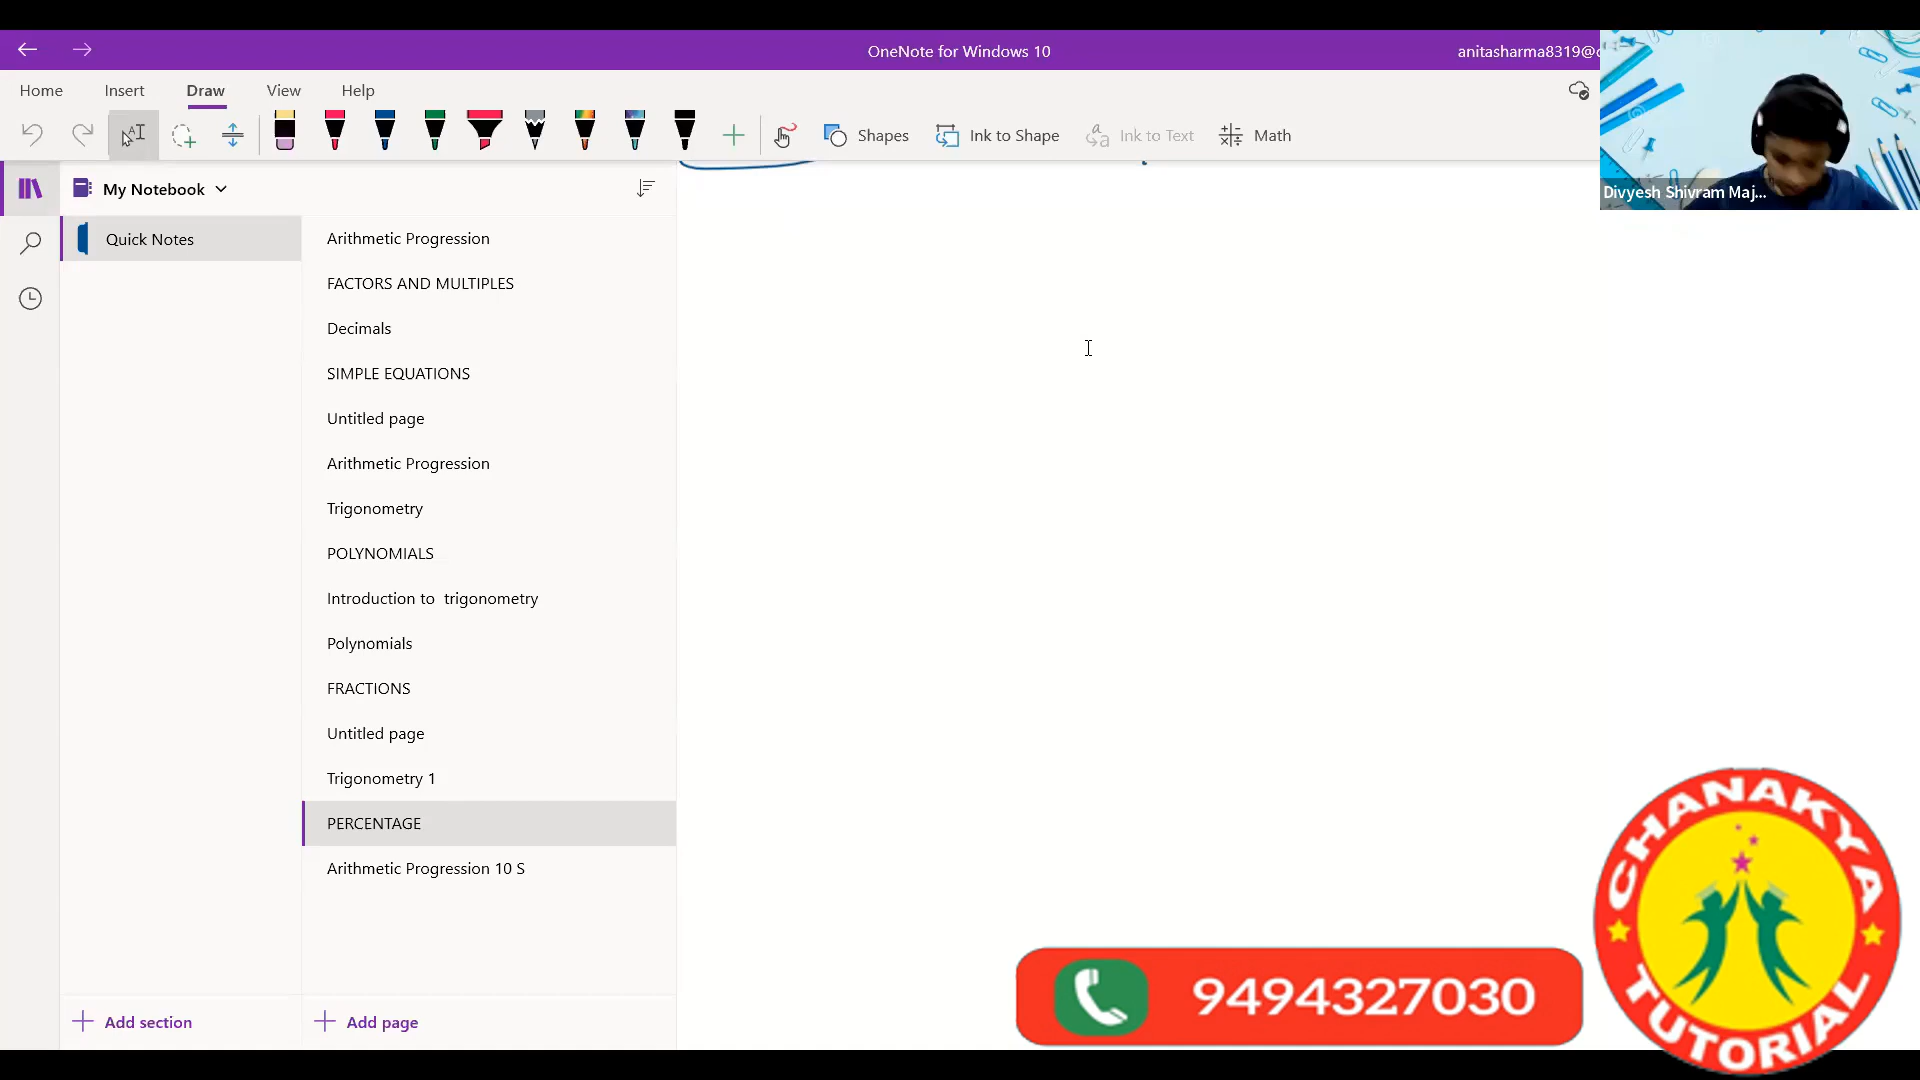 OneNote for Windows 10
anitasharma8319@
Home Insert Draw View Help
Shapes Ink to Shape Ink to Text Math
Divyesh Shivram Maj...
My Notebook
Quick Notes
Arithmetic Progression
FACTORS AND MULTIPLES
Decimals
SIMPLE EQUATIONS
Untitled page
Arithmetic Progression
Trigonometry
POLYNOMIALS
Introduction to trigonometry
Polynomials
FRACTIONS
Untitled page
Trigonometry 1
PERCENTAGE
Arithmetic Progression 10 S
Add section
Add page
9494327030
CHANAKYA
TUTORIAL